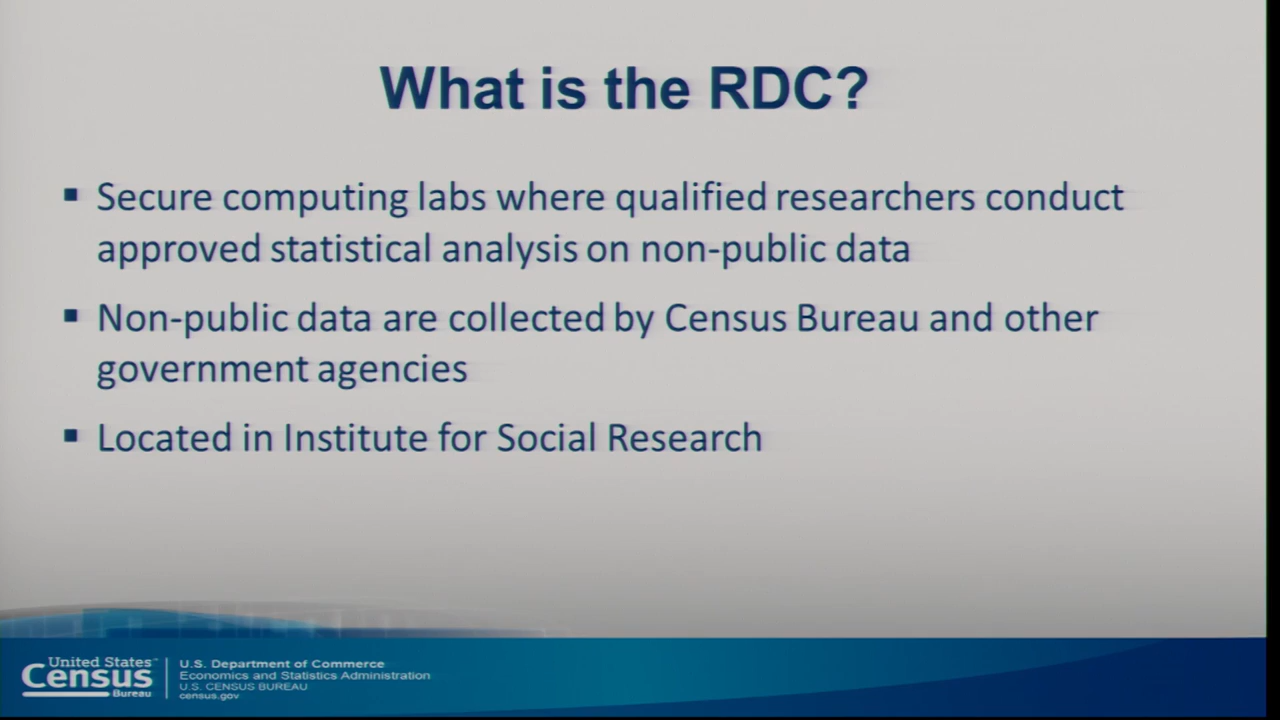 What is the RDC?
Secure computing labs where qualified researchers conduct
approved statistical analysis on non-public data
Non-public data are collected by Census Bureau and other
government agencies
Located in Institute for Social Research
United States
Census
Bureau
U.S. Department of Commerce
Economics and Statistics Administration
U.S. CENSUS BUREAU
census.gov